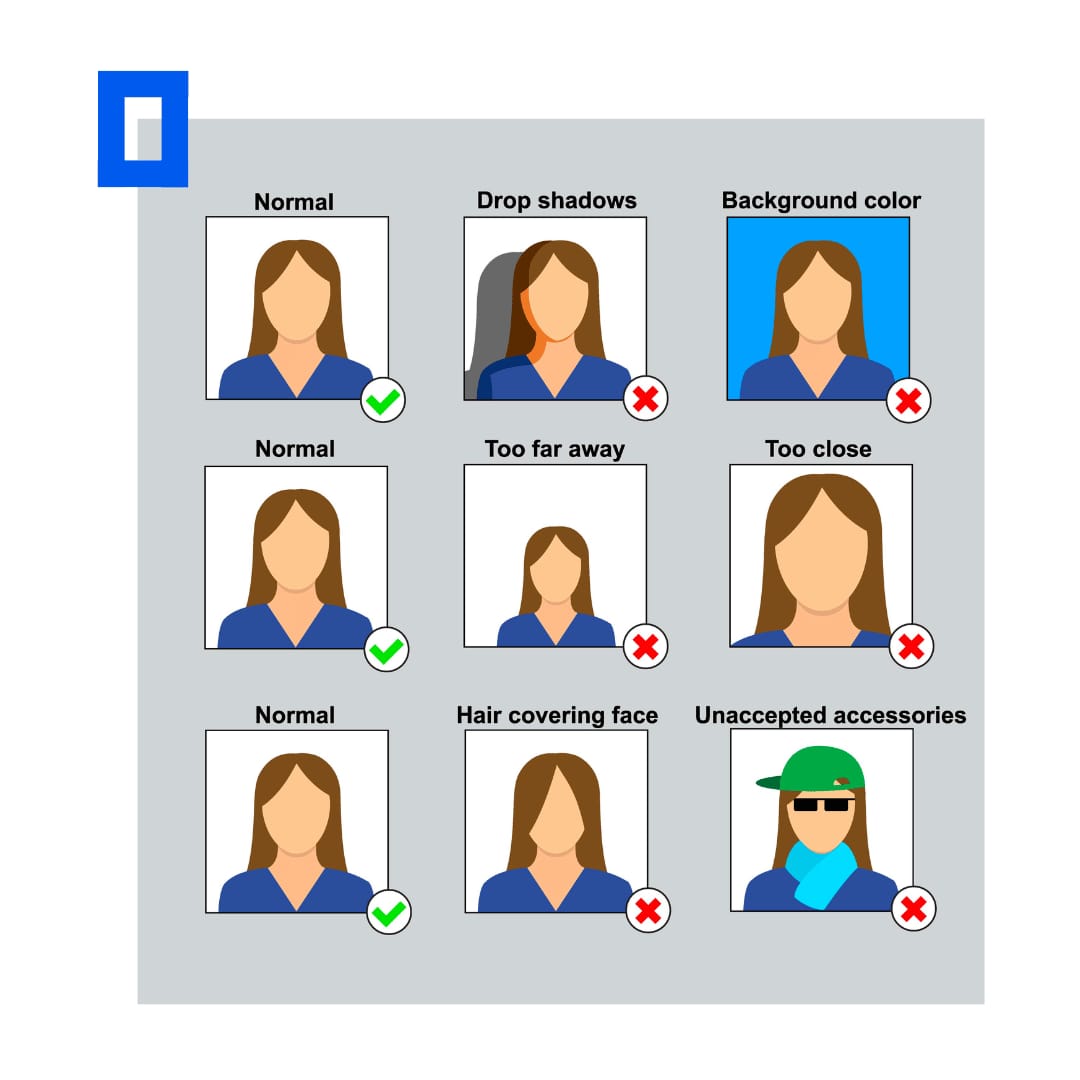 Normal
Drop shadows
Background color
Normal
Too far away
Too close
Normal
Hair covering face
Unaccepted accessories